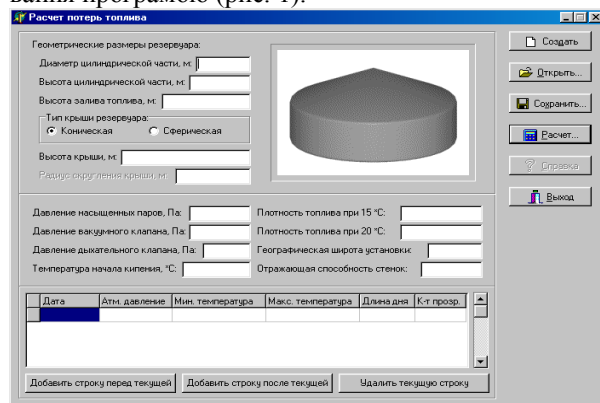 вання програмою (рис. 1).
Расчет потерь топлива
Геометрические размеры резервуара:
Диаметр цилиндрической части, м:
Высота цилиндрической части, м:
Высота залива топлива, м:
Тип крыши резервуара:
Коническая Сферическая
Высота крыши, м:
Радиус скругления крыши, м:
Создать
Открыть...
Сохранить...
Расчет...
Справка
Выход
Давление насыщенных паров, Па: Плотность топлива при 15 °C:
Давление вакуумного клапана, Па: Плотность топлива при 20 °C:
Давление дыхательного клапана, Па: Географическая широта установки:
Температура начала кипения, °C: Отражающая способность стенок:
Дата Атм. давление Мин. температура Макс. температура Длина дня К-т прозр.
Добавить строку перед текущей Добавить строку после текущей Удалить текущую строку